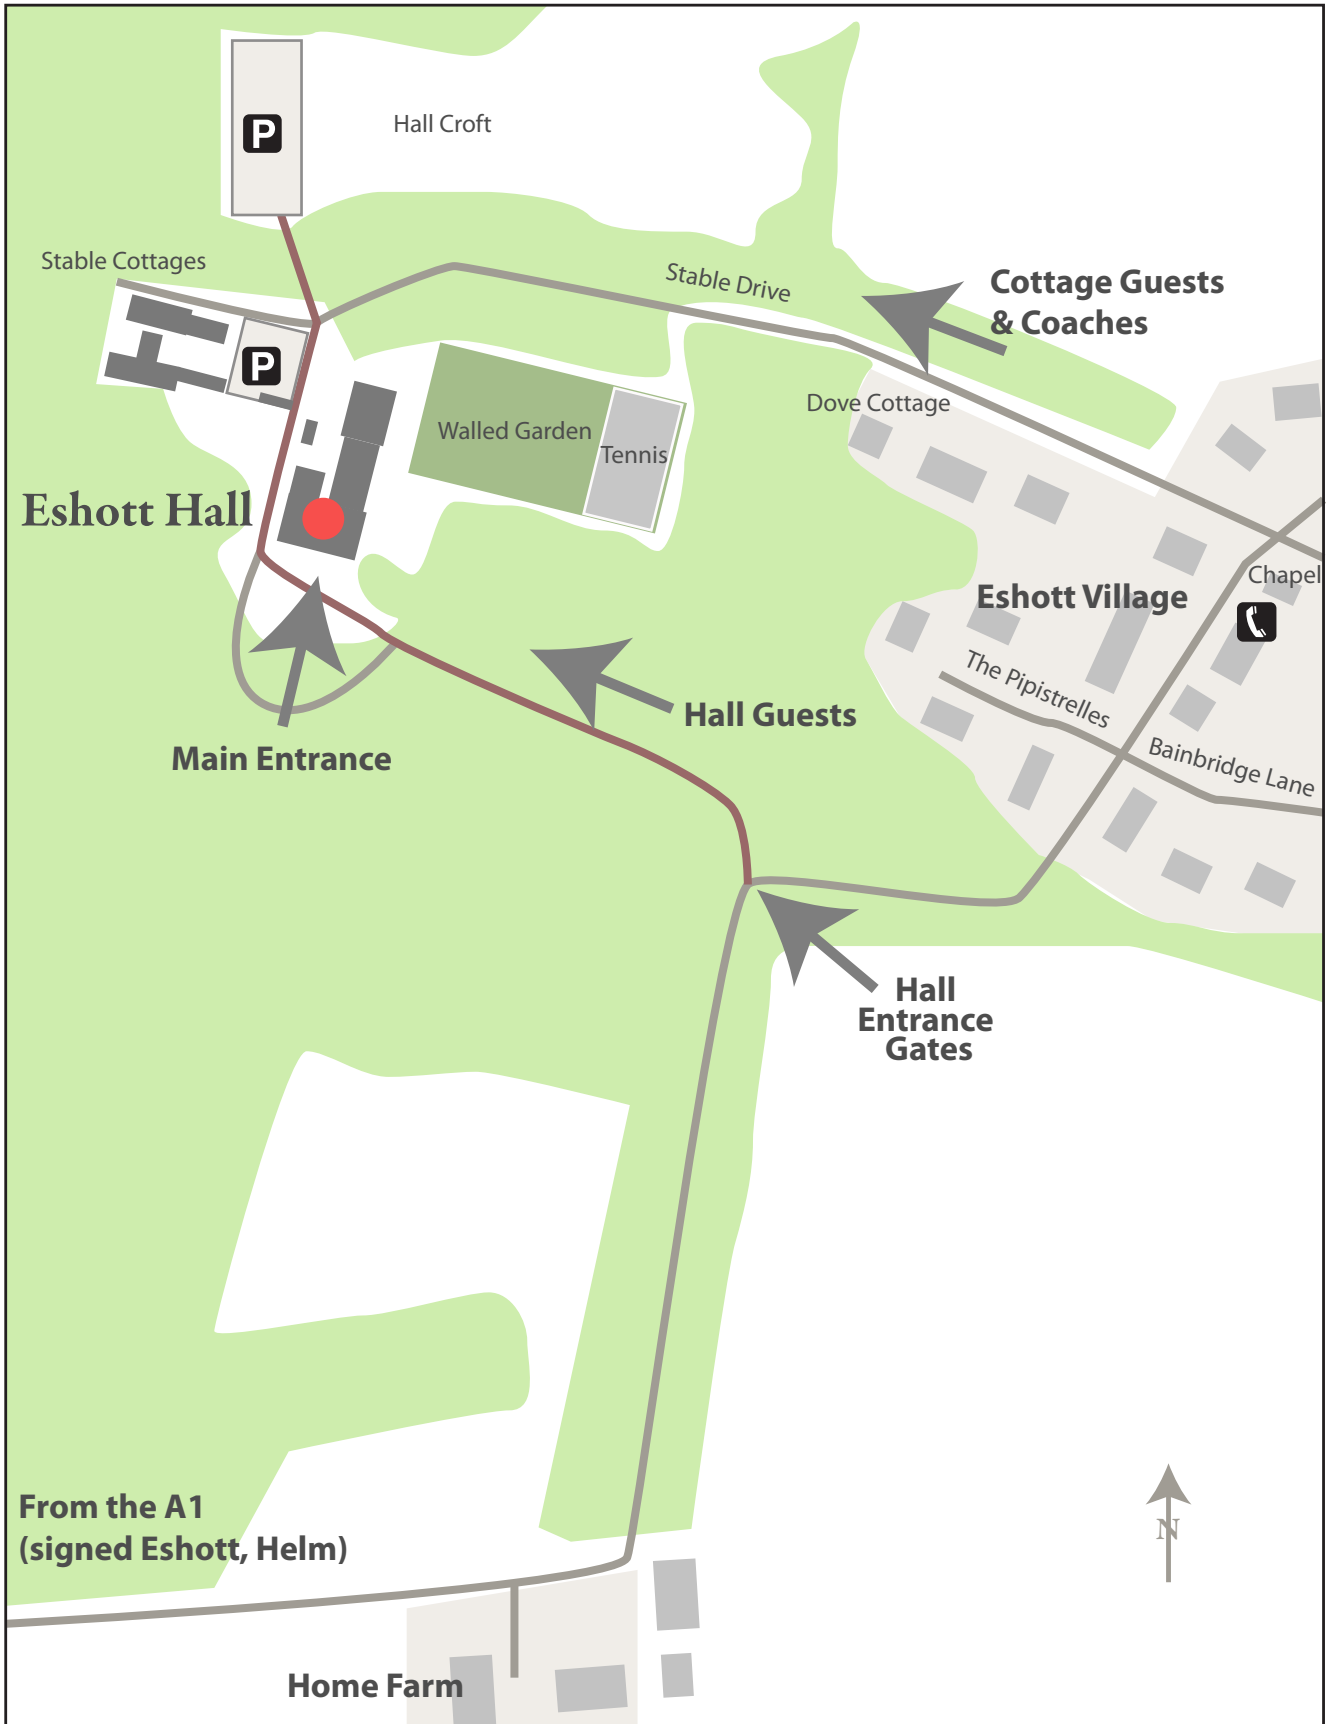 P
Hall Croft
Stable Cottages
Stable Drive
Cottage Guests
& Coaches
P
Dove Cottage
Walled Garden
Tennis
Eshott Hall
Chapel
Eshott Village
The Pipistrelles
Hall Guests
Main Entrance
Bainbridge Lane
Hall
Entrance
Gates
From the A1
(signed Eshott, Helm)
N
Home Farm